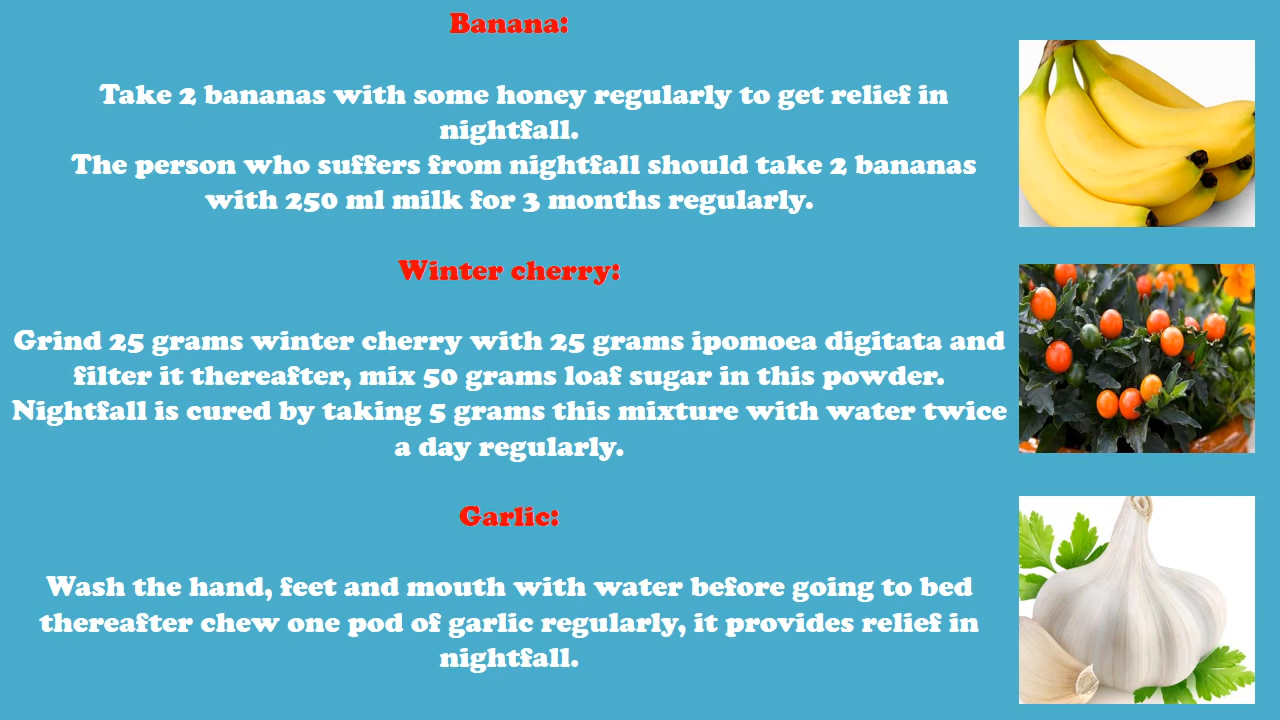 Banana:
Take 2 bananas with some honey regularly to get relief in
nightfall.
The person who suffers from nightfall should take 2 bananas
with 250 ml milk for 3 months regularly.
Winter cherry:
Grind 25 grams winter cherry with 25 grams ipomoea digitata and
filter it thereafter, mix 50 grams loaf sugar in this powder.
Nightfall is cured by taking 5 grams this mixture with water twice
a day regularly.
Garlic:
Wash the hand, feet and mouth with water before going to bed
thereafter chew one pod of garlic regularly, it provides relief in
nightfall.